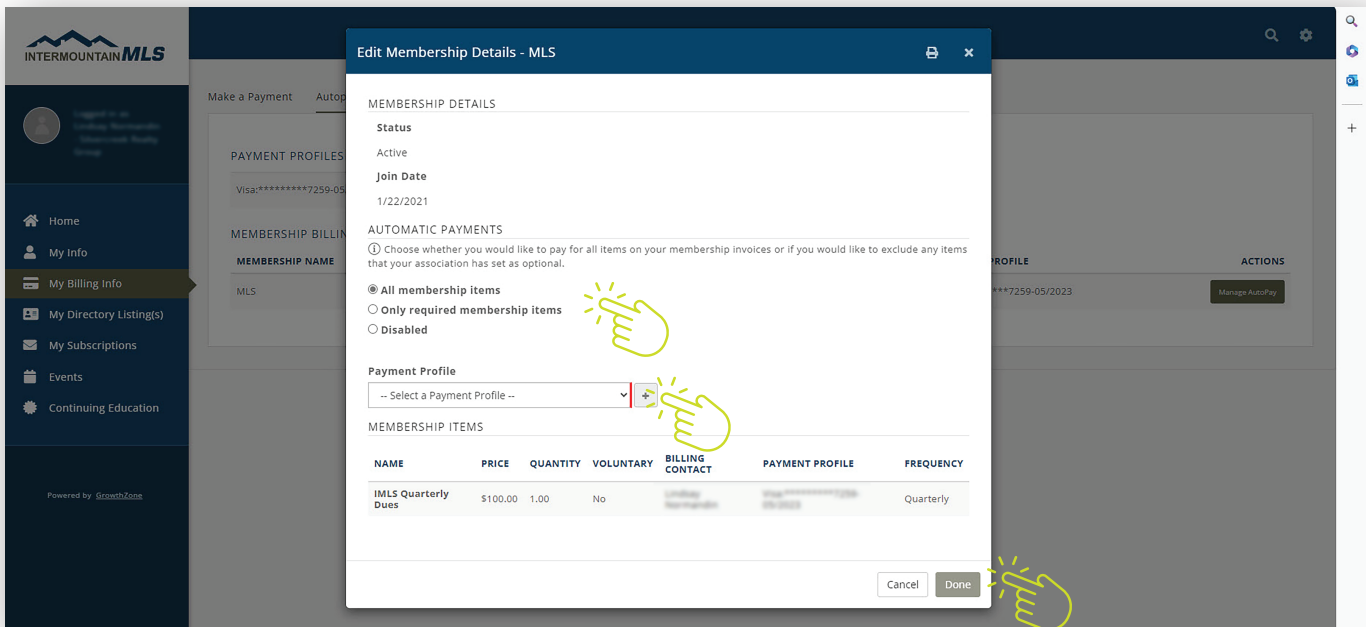 INTERMOUNTAIN MLS
Home
My Info
My Billing Info
My Directory Listing(s)
My Subscriptions
Events
Continuing Education
Powered by GrowthZone
Make a Payment
Autop
PAYMENT PROFILES
Visa:*********7259-05
MEMBERSHIP BILLIN
MEMBERSHIP NAME
MLS
ROFILE
ACTIONS
***7259-05/2023
Manage AutoPay
Edit Membership Details - MLS
MEMBERSHIP DETAILS
Status
Active
Join Date
1/22/2021
AUTOMATIC PAYMENTS
Choose whether you would like to pay for all items on your membership invoices or if you would like to exclude any items
that your association has set as optional.
All membership items
Only required membership items
Disabled
Payment Profile
-- Select a Payment Profile --
+
MEMBERSHIP ITEMS
NAME PRICE QUANTITY VOLUNTARY BILLING CONTACT PAYMENT PROFILE FREQUENCY
IMLS Quarterly Dues $100.00 1.00 No Quarterly
Cancel
Done